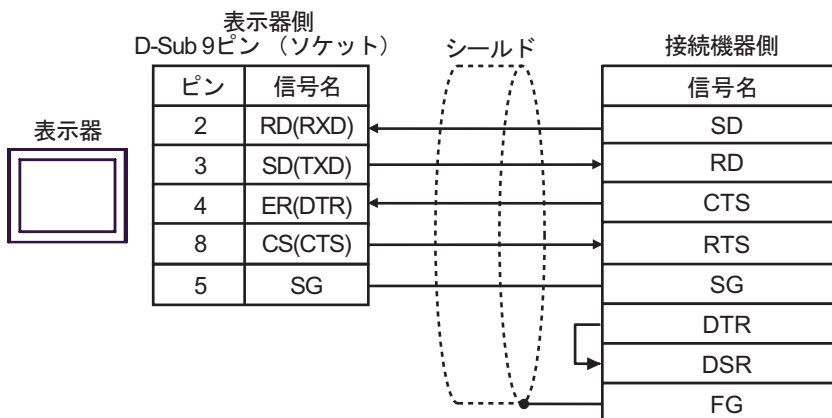 表示器側
D-Sub 9ピン （ソケット）
シールド
接続機器側
表示器
ピン 信号名
2 RD(RXD)
3 SD(TXD)
4 ER(DTR)
8 CS(CTS)
5 SG
信号名
SD
RD
CTS
RTS
SG
DTR
DSR
FG